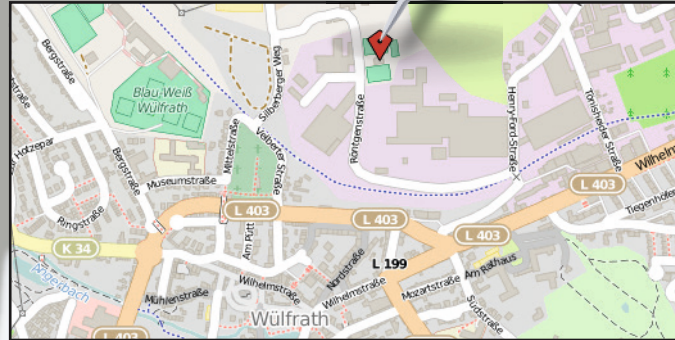 Bergstraße
Silberberger Weg
Blau-Weiß
Wülfrath
Röntgenstraße
Henry-Ford-Straße
Tönisheider Straße
Mittelstraße
Velberter Straße
Bergstraße
Museumstraße
L 403
Wilhelm
Tiegenhöfer
Ringstraße
L 403
L 403
L 403
K 34
Am Pütt
Nordstraße
L 199
Am Rathaus
Angerbach
Wilhelmstraße
Wilhelmstraße
Mozartstraße
Mühlenstraße
Südstraße
Wülfrath
L 403